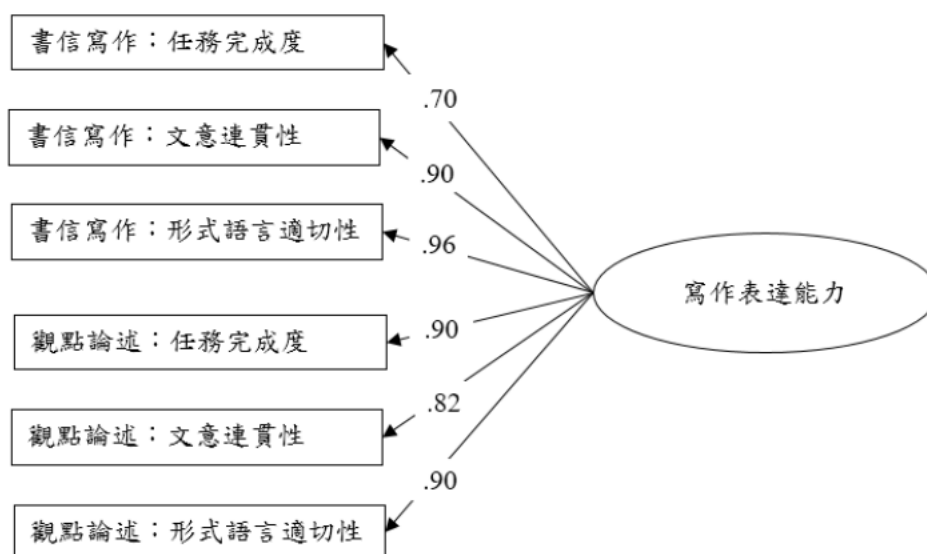 書信寫作：任務完成度
.70
書信寫作：文意連貫性
.90
書信寫作：形式語言適切性
.96
寫作表達能力
觀點論述：任務完成度
.90
觀點論述：文意連貫性
.82
觀點論述：形式語言適切性
.90